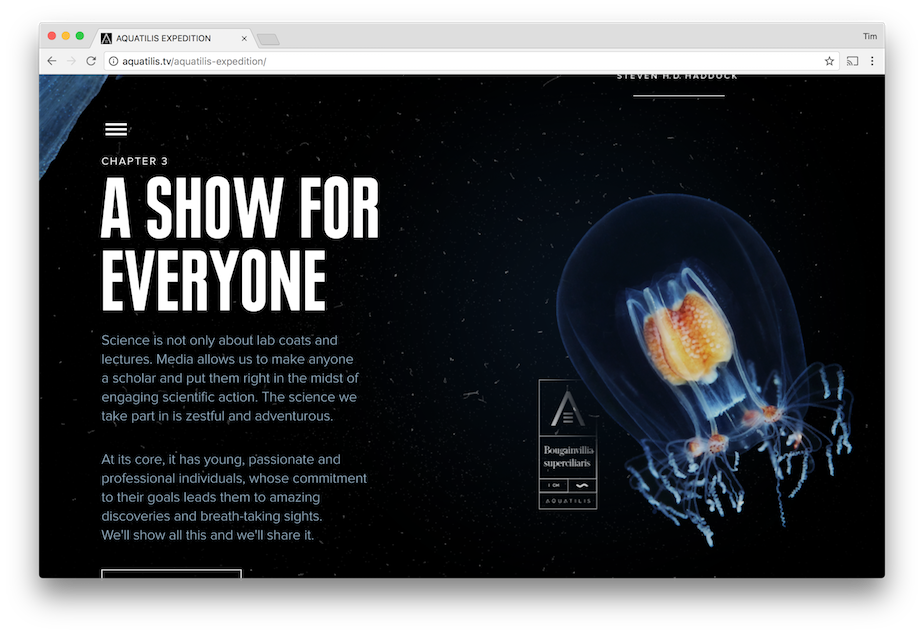 AQUATILIS EXPEDITION
Tim
aquatilis.tv/aquatilis-expedition/
STEVEN H.D. HADDOCK
CHAPTER 3
A SHOW FOR
EVERYONE
Science is not only about lab coats and
lectures. Media allows us to make anyone
a scholar and put them right in the midst of
engaging scientific action. The science we
take part in is zestful and adventurous.
At its core, it has young, passionate and
professional individuals, whose commitment
to their goals leads them to amazing
discoveries and breath-taking sights.
We'll show all this and we'll share it.
Bougainvillia
superciliaris
AQUATILIS